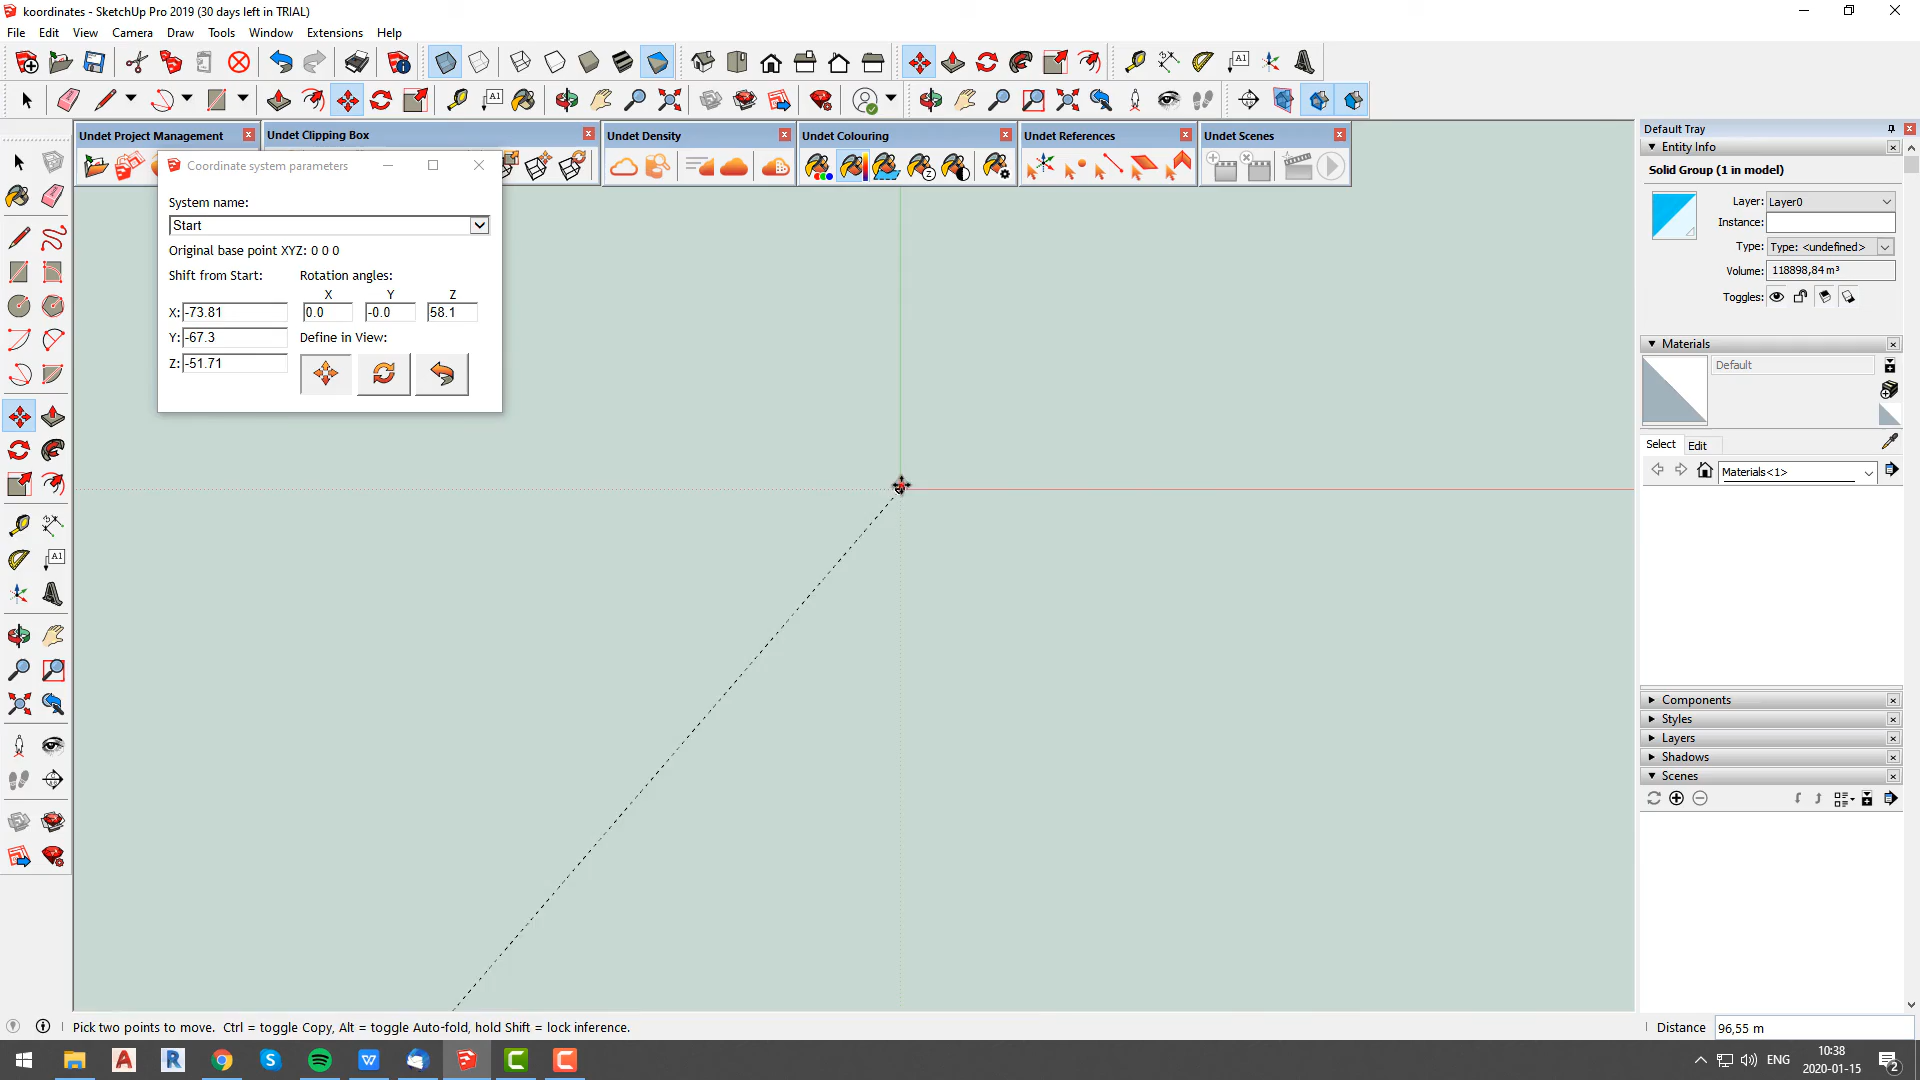 koordinates - SketchUp Pro 2019 (30 days left in TRIAL)
File Edit View Camera Draw Tools Window Extensions Help
A1
A1
Undet Project Management
Undet Clipping Box
Undet Density
Undet Colouring
Undet References
Undet Scenes
Coordinate system parameters
System name:
Start
Original base point XYZ: 0 0 0
Shift from Start: Rotation angles:
X Y Z
X: -73.81 0.0 -0.0 58.1
Y: -67.3 Define in View:
Z: -51.71
A1
Default Tray
Entity Info
Solid Group (1 in model)
Layer: Layer0
Instance:
Type: Type: <undefined>
Volume: 118898,84 m³
Toggles:
Materials
Default
Select Edit
Materials<1>
Components
Styles
Layers
Shadows
Scenes
Pick two points to move. Ctrl = toggle Copy, Alt = toggle Auto-fold, hold Shift = lock inference.
Distance 96,55 m
ENG
10:38
2020-01-15
2